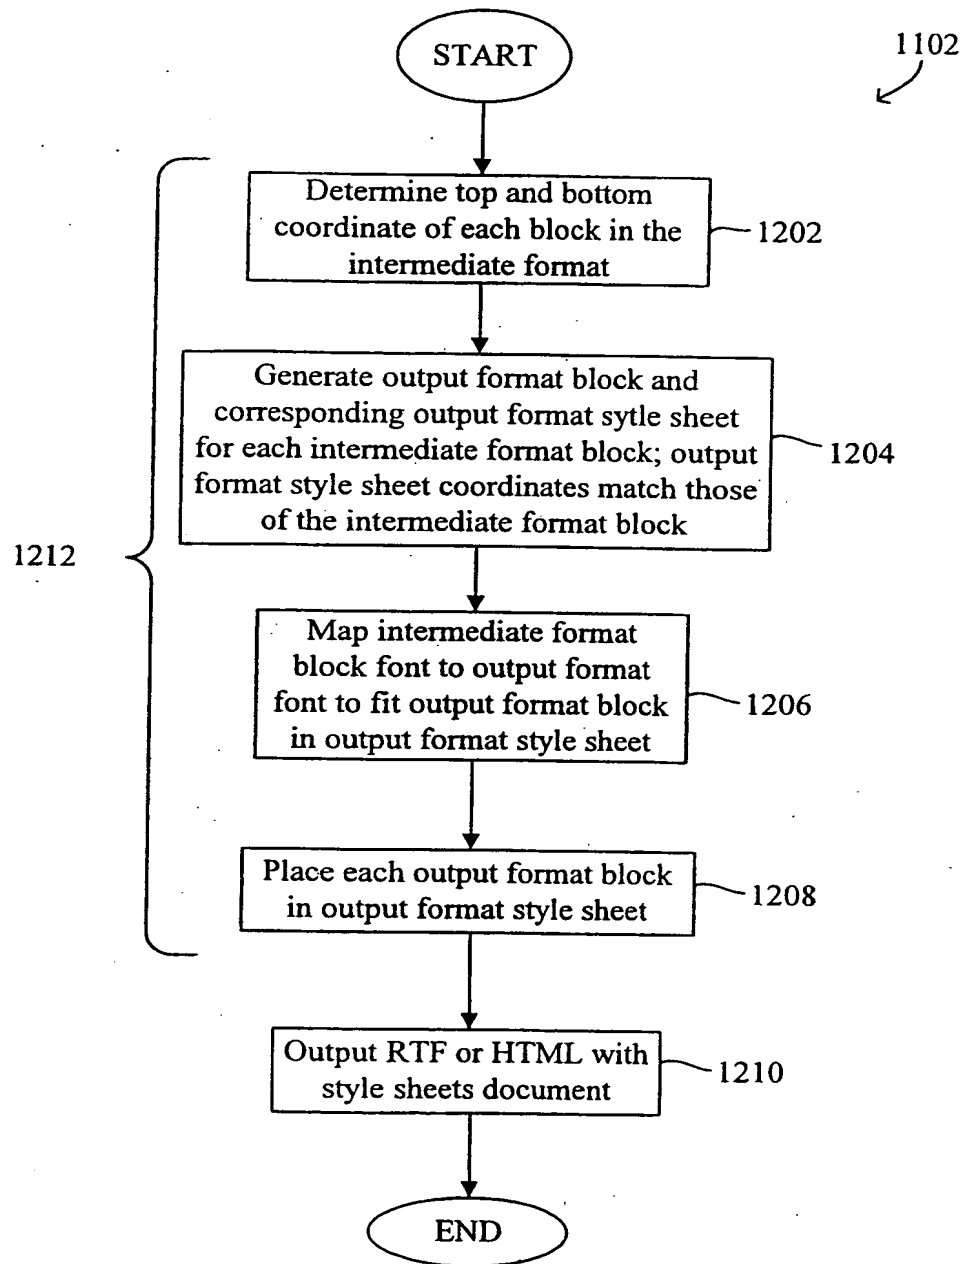 START
1102
Determine top and bottom
coordinate of each block in the
intermediate format
1202
Generate output format block and
corresponding output format sytle sheet
for each intermediate format block; output
format style sheet coordinates match those
of the intermediate format block
1204
1212
Map intermediate format
block font to output format
font to fit output format block
in output format style sheet
1206
Place each output format block
in output format style sheet
1208
Output RTF or HTML with
style sheets document
1210
END